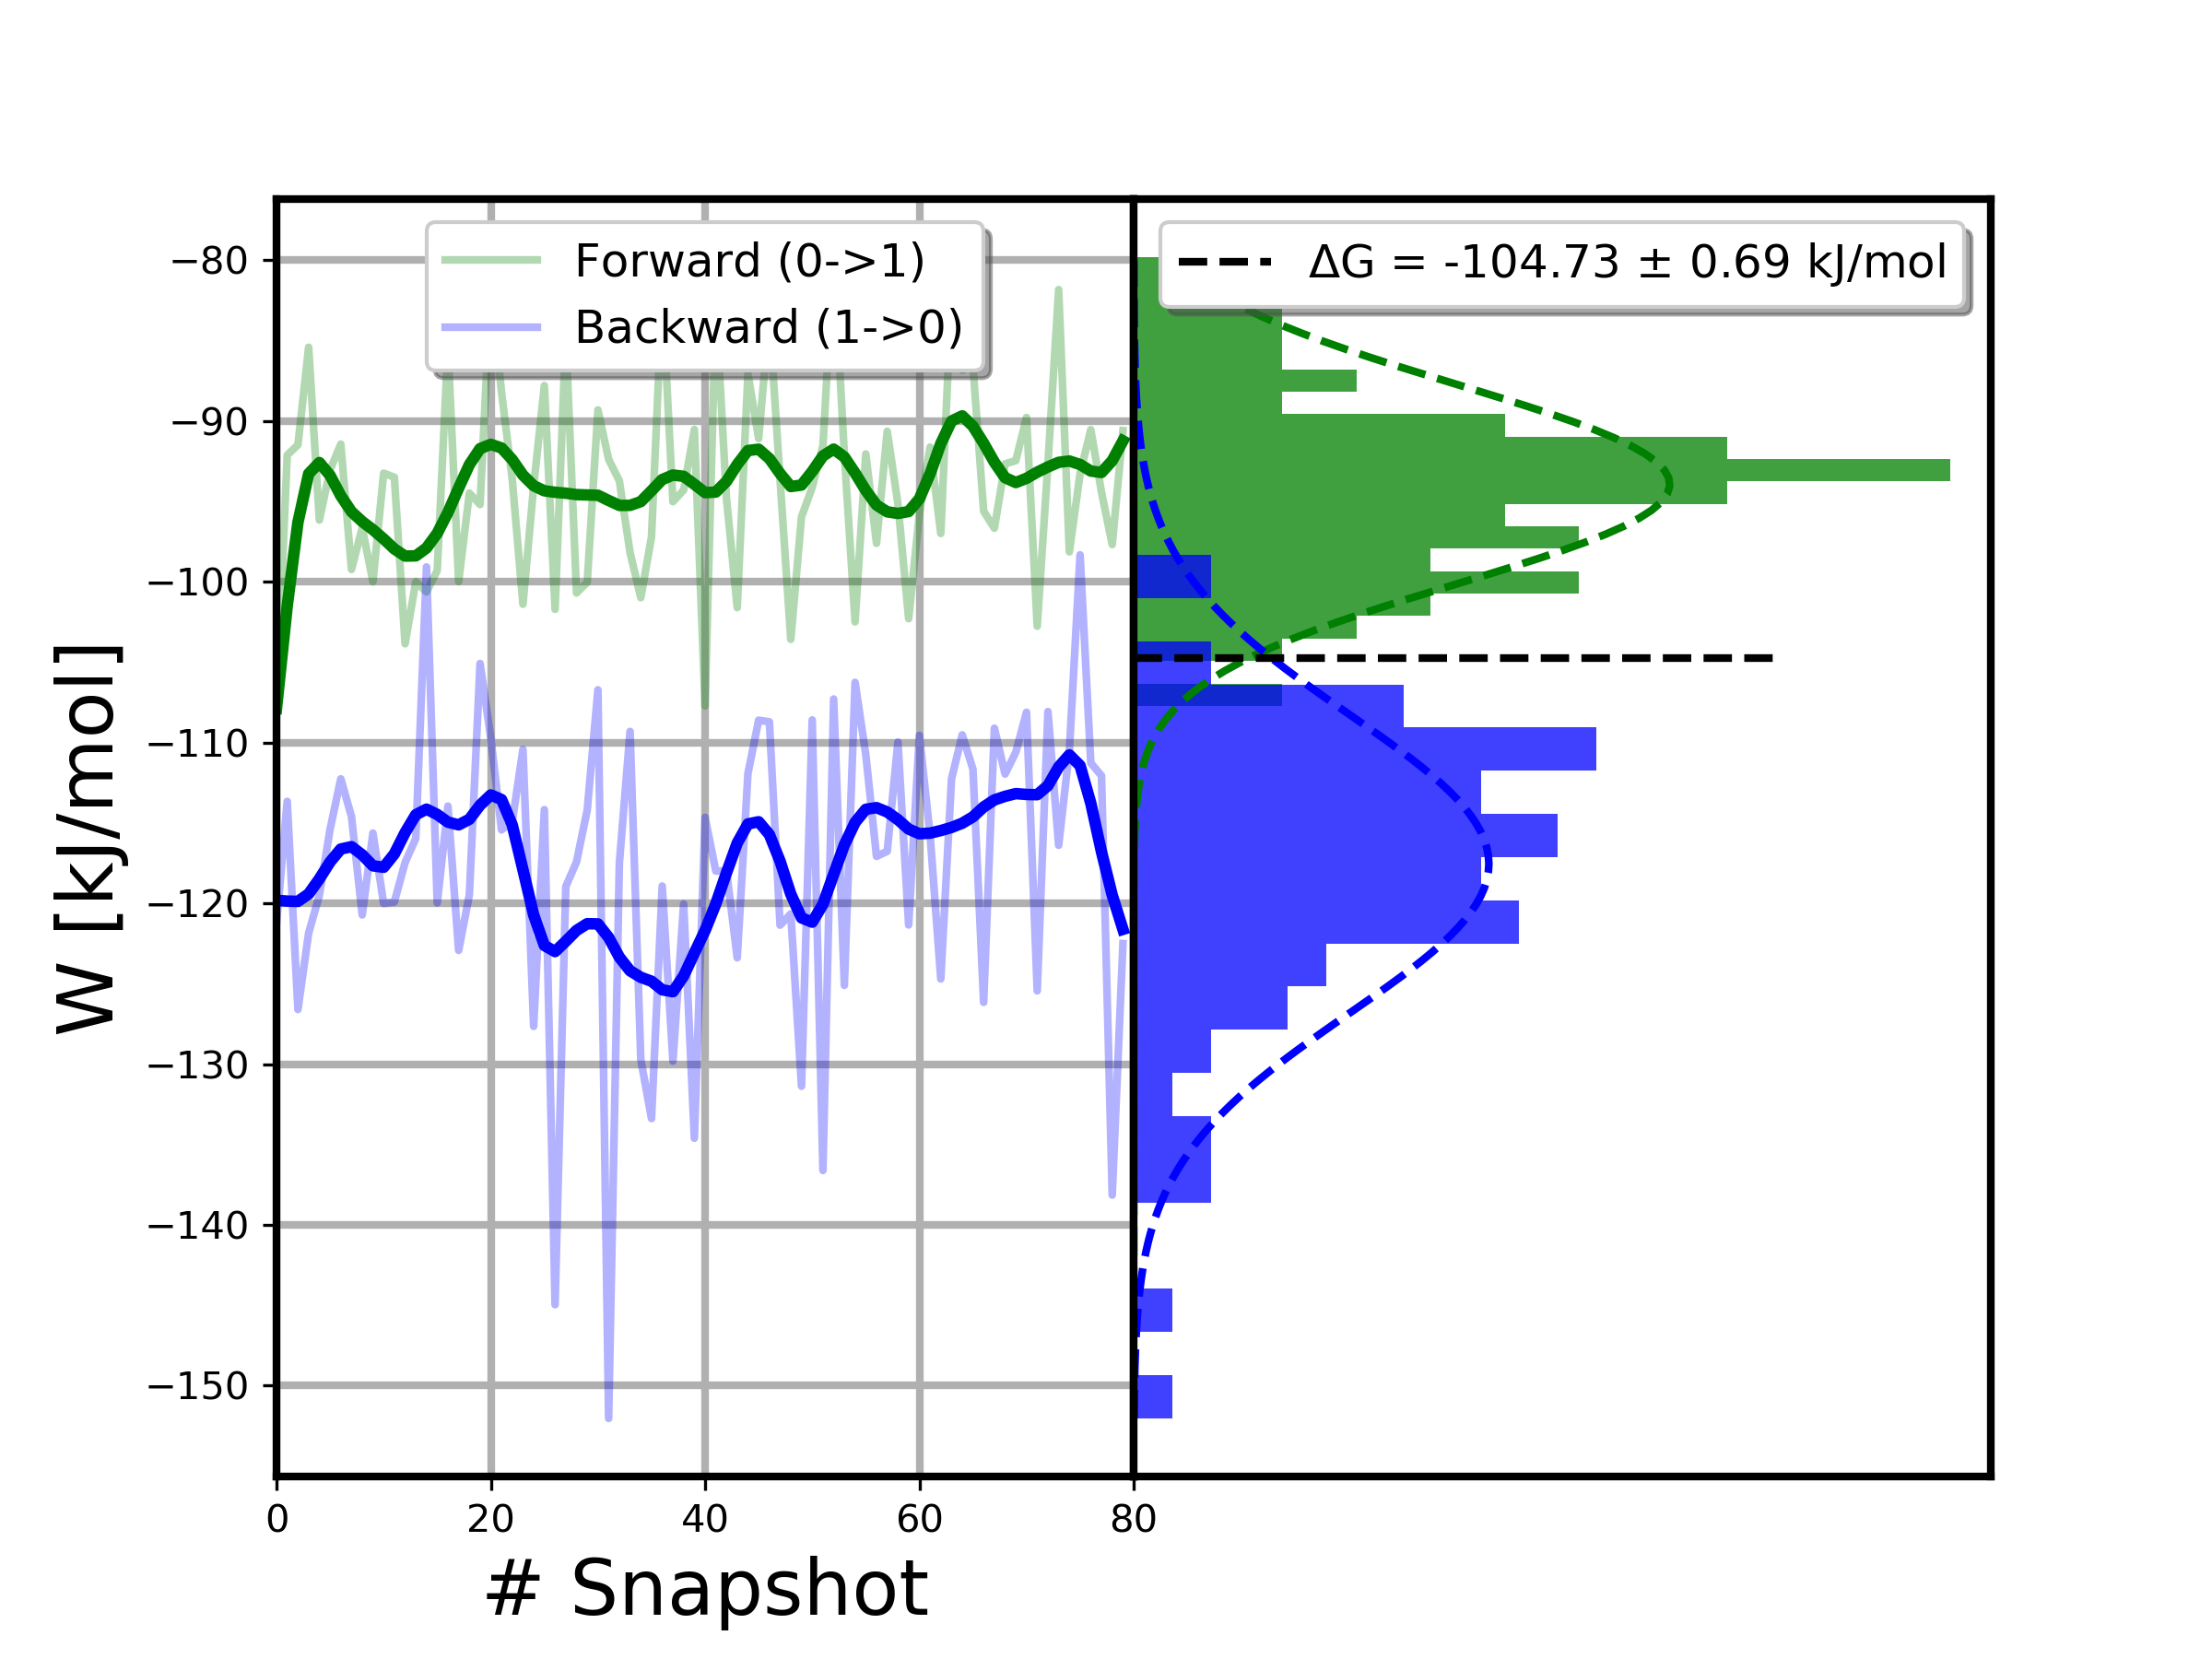 Forward (0->1)
Backward (1->0)
ΔG = -104.73 ± 0.69 kJ/mol
W [kJ/mol]
−80
−90
−100
−110
−120
−130
−140
−150
0 20 40 60 80
# Snapshot